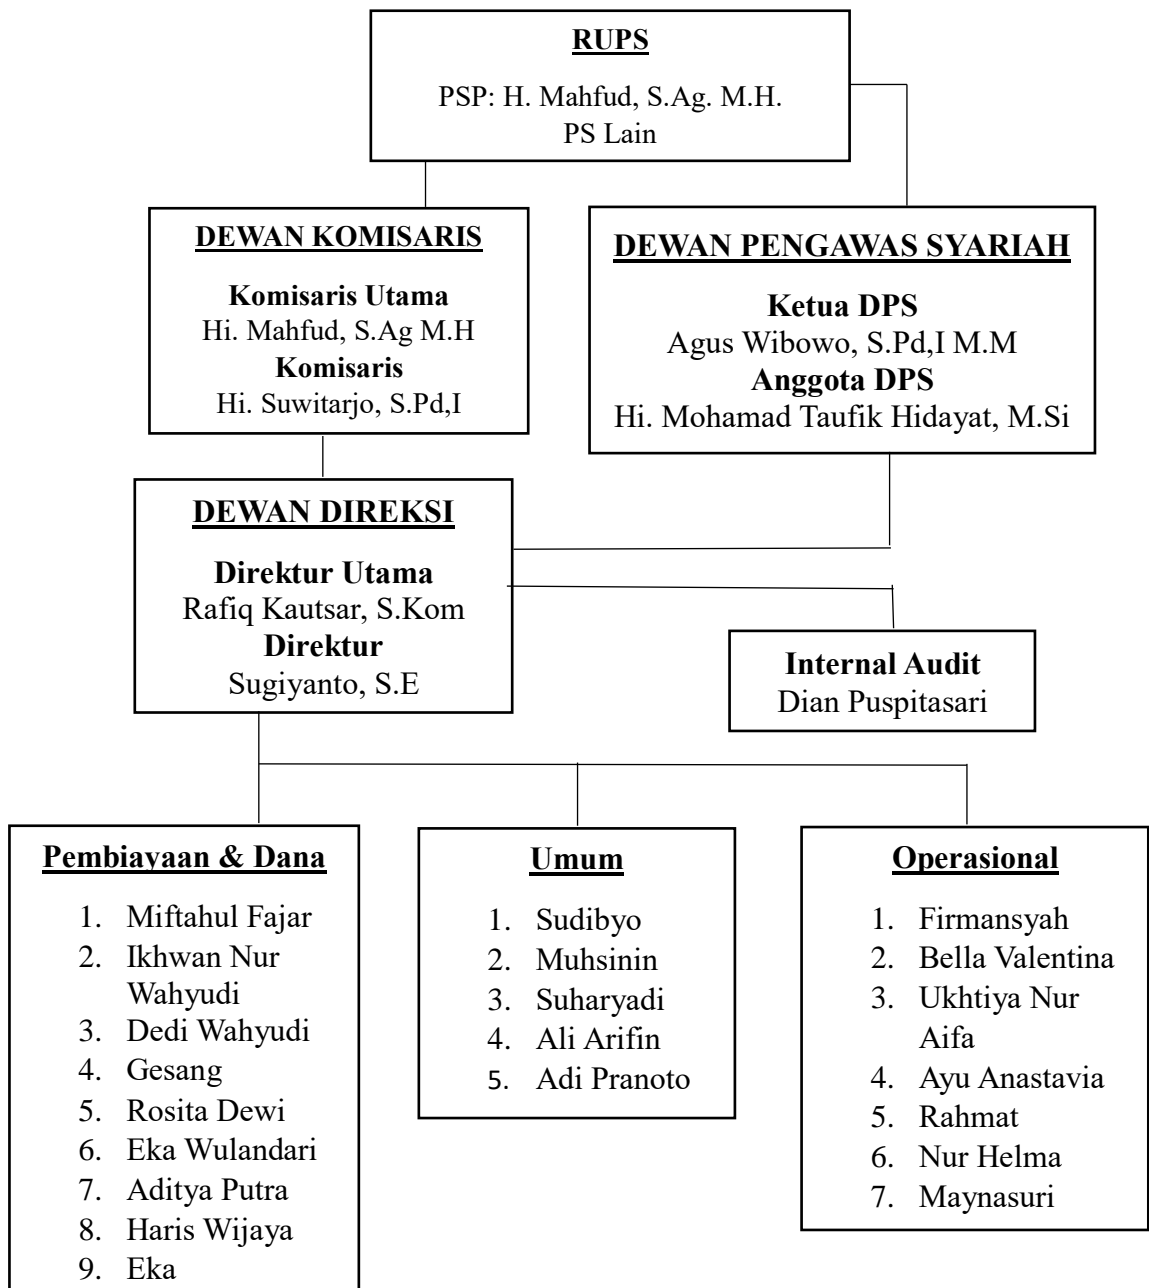 RUPS
PSP: H. Mahfud, S.Ag. M.H.
PS Lain
DEWAN KOMISARIS
Komisaris Utama
Hi. Mahfud, S.Ag M.H
Komisaris
Hi. Suwitarjo, S.Pd,I
DEWAN PENGAWAS SYARIAH
Ketua DPS
Agus Wibowo, S.Pd,I M.M
Anggota DPS
Hi. Mohamad Taufik Hidayat, M.Si
DEWAN DIREKSI
Direktur Utama
Rafiq Kautsar, S.Kom
Direktur
Sugiyanto, S.E
Internal Audit
Dian Puspitasari
Pembiayaan & Dana
1. Miftahul Fajar
2. Ikhwan Nur
Wahyudi
3. Dedi Wahyudi
4. Gesang
5. Rosita Dewi
6. Eka Wulandari
7. Aditya Putra
8. Haris Wijaya
9. Eka
Umum
1. Sudibyo
2. Muhsinin
3. Suharyadi
4. Ali Arifin
5. Adi Pranoto
Operasional
1. Firmansyah
2. Bella Valentina
3. Ukhtiya Nur
Aifa
4. Ayu Anastavia
5. Rahmat
6. Nur Helma
7. Maynasuri